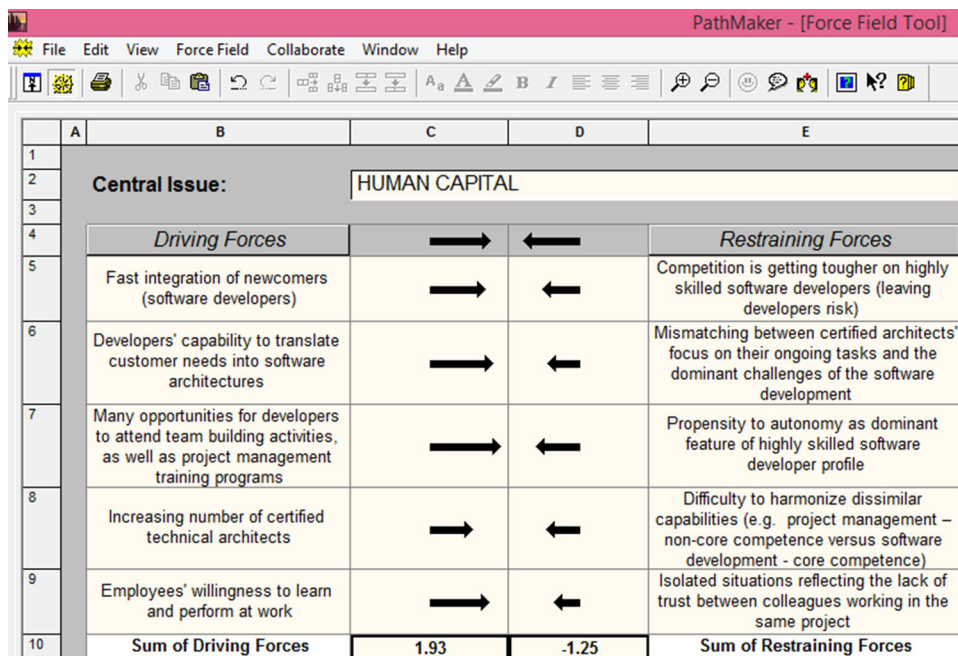 PathMaker - [Force Field Tool]
File Edit View Force Field Collaborate Window Help
A B C D E
1
2 Central Issue: HUMAN CAPITAL
3
4 Driving Forces Restraining Forces
5
Fast integration of newcomers
(software developers)
Competition is getting tougher on highly
skilled software developers (leaving
developers risk)
6
Developers' capability to translate
customer needs into software
architectures
Mismatching between certified architects'
focus on their ongoing tasks and the
dominant challenges of the software
development
7
Many opportunities for developers
to attend team building activities,
as well as project management
training programs
Propensity to autonomy as dominant
feature of highly skilled software
developer profile
8
Increasing number of certified
technical architects
Difficulty to harmonize dissimilar
capabilities (e.g. project management –
non-core competence versus software
development - core competence)
9
Employees' willingness to learn
and perform at work
Isolated situations reflecting the lack of
trust between colleagues working in the
same project
10 Sum of Driving Forces 1.93 -1.25 Sum of Restraining Forces